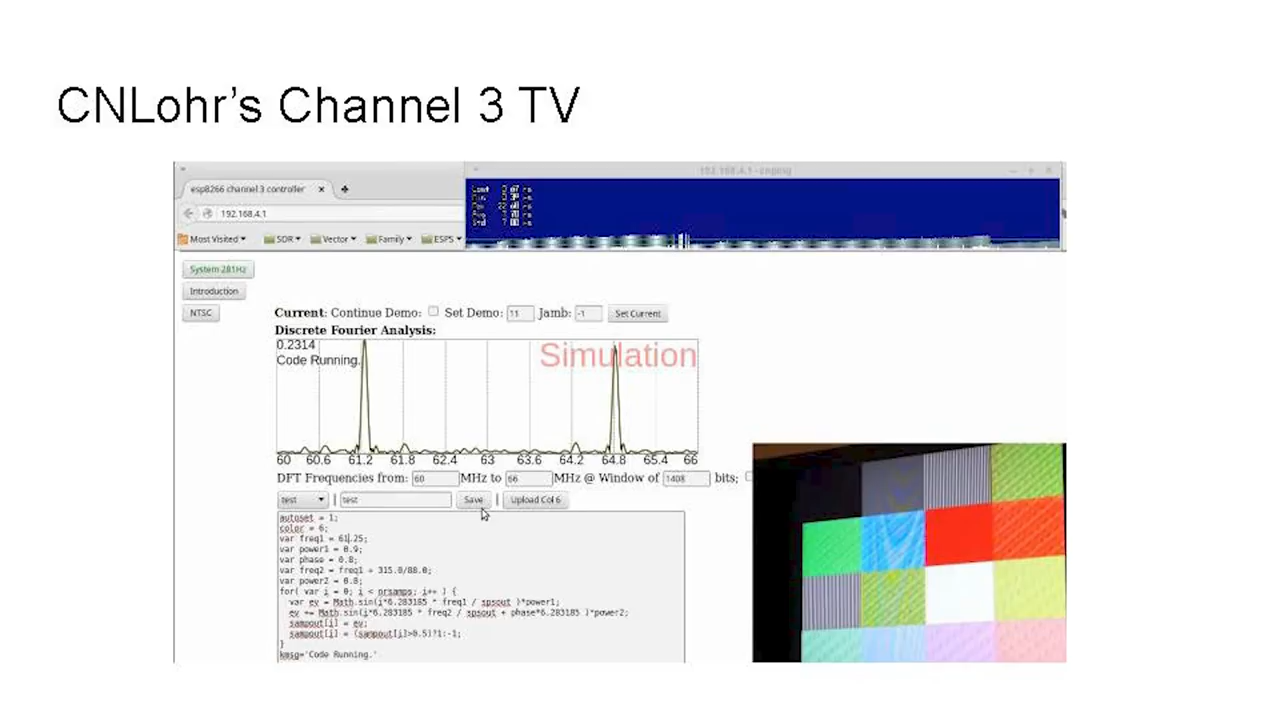 CNLohr's Channel 3 TV
192.168.4.1 - cnping
esp8266 channel 3 controller
192.168.4.1
Most Visited SDR Vector Family ESPS
System 281Hz
Introduction
NTSC
Current: Continue Demo: Set Demo: 11 Jamb: -1 Set Current
Discrete Fourier Analysis:
0.2314
Simulation
Code Running.
60 60.6 61.2 61.8 62.4 63 63.6 64.2 64.8 65.4 66
DFT Frequencies from: 60 MHz to 66 MHz @ Window of 1408 bits;
test | test Save | Upload Col 6
autoset = 1;
color = 6;
var freq1 = 61.25;
var power1 = 0.9;
var phase = 0.8;
var freq2 = freq1 + 315.0/88.0;
var power2 = 0.8;
for( var i = 0; i < nrsamps; i++ ) {
var ev = Math.sin(i*6.283185 * freq1 / spsout )*power1;
ev += Math.sin(i*6.283185 * freq2 / spsout + phase*6.283185 )*power2;
sampout[i] = ev;
sampout[i] = (sampout[i]>0.5)?1:-1;
}
kmsg='Code Running.'